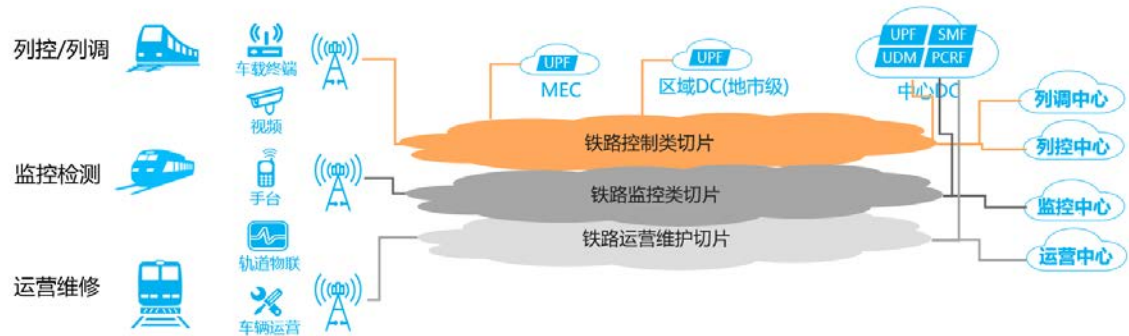 列控/列调
监控检测
运营维修
车载终端
视频
手台
轨道物联
车辆运营
UPF
MEC
UPF
区域DC(地市级)
UPF SMF
UDM PCRF
中心DC
铁路控制类切片
铁路监控类切片
铁路运营维护切片
列调中心
列控中心
监控中心
运营中心